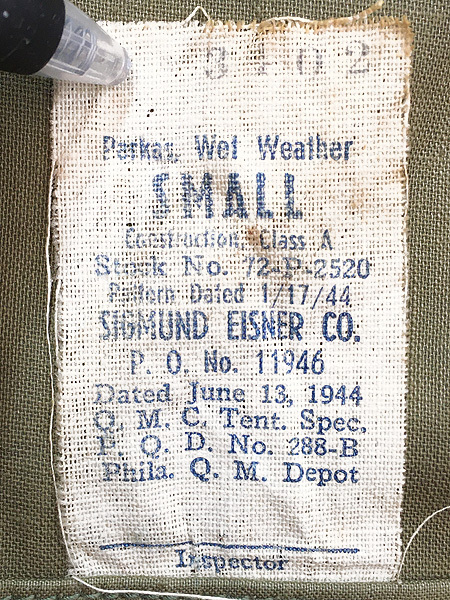 3402
Parkas, Wet Weather
SMALL
Construction, Class A
Stock No. 72-P-2520
Pattern Dated 1/17/44
SIGMUND EISNER CO.
P. O. No. 11946
Dated June 13, 1944
Q. M. C. Tent. Spec.
P. Q. D. No. 288-B
Phila. Q. M. Depot
Inspector